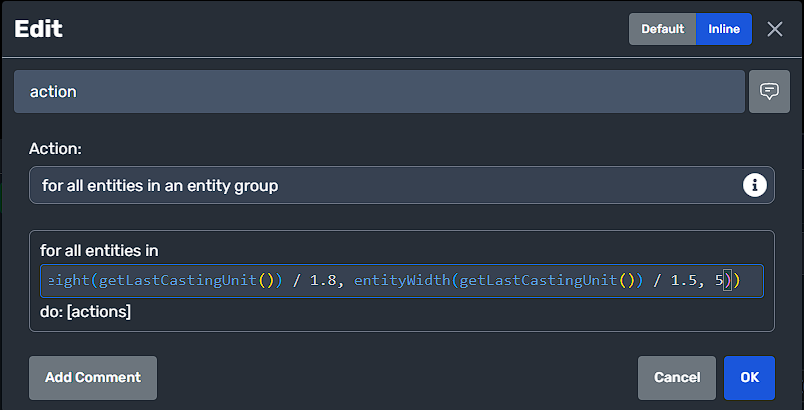 Edit
Default Inline
action
Action:
for all entities in an entity group
for all entities in
eight(getLastCastingUnit()) / 1.8, entityWidth(getLastCastingUnit()) / 1.5, 5))
do: [actions]
Add Comment Cancel OK